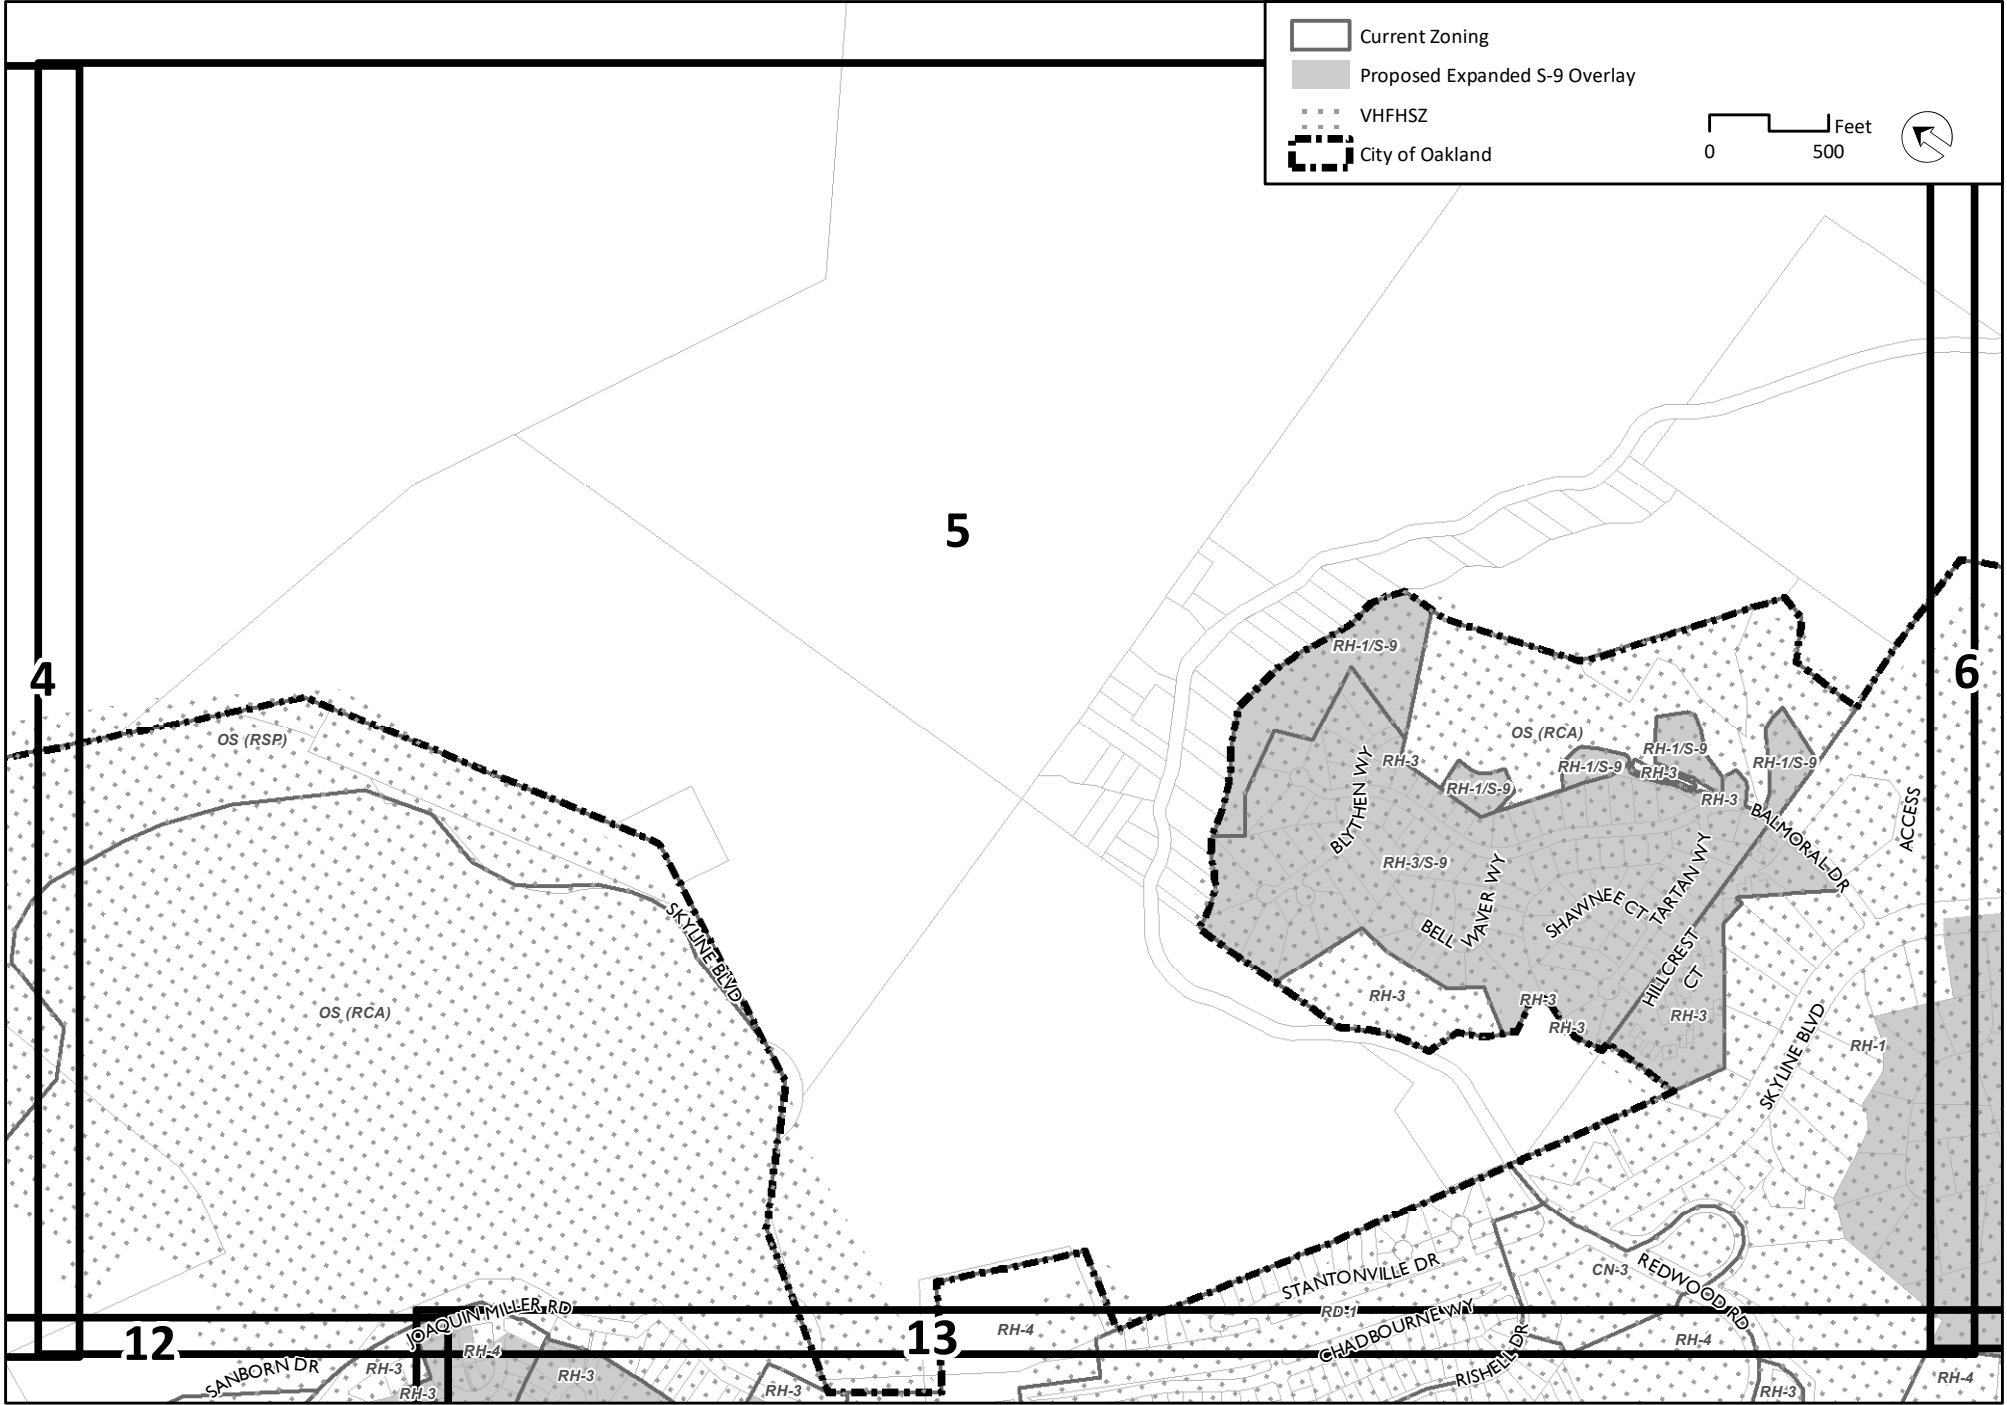 Current Zoning
Proposed Expanded S-9 Overlay
VHFHSZ
City of Oakland
Feet
0 500
5
4
6
RH-1/S-9
OS (RSP)
OS (RCA)
RH-1/S-9
RH-3
RH-1/S-9
RH-1/S-9
RH-3
RH-1/S-9
RH-3
BLYTHEN WY
BALMORAL DR
ACCESS
RH-3/S-9
WAVER WY
TARTAN WY
SHAWNEE CT
BELL
SKYLINE BLVD
HILLCREST
CT
OS (RCA)
RH-3
RH-3
RH-3
RH-3
RH-1
SKYLINE BLVD
STANTONVILLE DR
CN-3
REDWOOD RD
JOAQUIN MILLER RD
RD-1
CHADBOURNE WY
RH-4
RH-4
12
13
RH-4
RISHELL DR
SANBORN DR
RH-3
RH-3
RH-3
RH-3
RH-3
RH-4